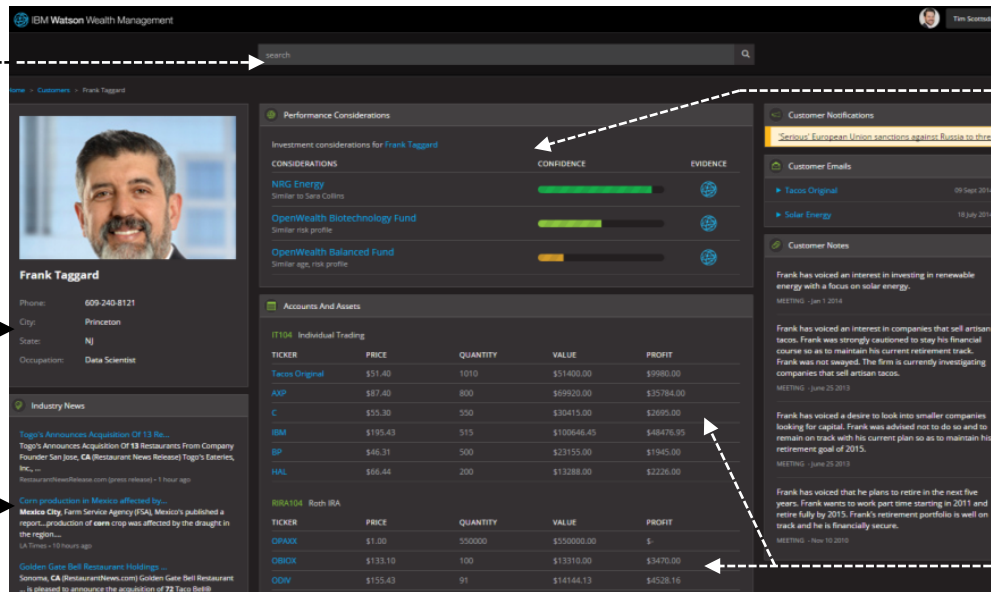 IBM Watson Wealth Management
Tim Scottsd
search
Home > Customers > Frank Taggard
Frank Taggard
Phone: 609-240-8121
City: Princeton
State: NJ
Occupation: Data Scientist
Industry News
Togo's Announces Acquisition Of 13 Re...
Togo's Announces Acquisition Of 13 Restaurants From Company
Founder San Jose, CA (Restaurant News Release) Togo's Eateries,
Inc., ...
RestaurantNewsRelease.com (press release) - 1 hour ago
Corn production in Mexico affected by...
Mexico City, Farm Service Agency (FSA), Mexico's published a
report...production of corn crop was affected by the draught in
the region....
LA Times - 10 hours ago
Golden Gate Bell Restaurant Holdings ...
Sonoma, CA (RestaurantNews.com) Golden Gate Bell Restaurant
... is pleased to announce the acquisition of 72 Taco Bell®
Performance Considerations
Investment considerations for Frank Taggard
CONSIDERATIONS CONFIDENCE EVIDENCE
NRG Energy
Similar to Sara Collins
OpenWealth Biotechnology Fund
Similar risk profile
OpenWealth Balanced Fund
Similar age, risk profile
Accounts And Assets
IT104 Individual Trading
TICKER PRICE QUANTITY VALUE PROFIT
Tacos Original $51.40 1010 $51400.00 $9980.00
AXP $87.40 800 $69920.00 $35784.00
C $55.30 550 $30415.00 $2695.00
IBM $195.43 515 $100646.45 $48476.95
BP $46.31 500 $23155.00 $1945.00
HAL $66.44 200 $13288.00 $2226.00
RIRA104 Roth IRA
TICKER PRICE QUANTITY VALUE PROFIT
OPAXX $1.00 550000 $550000.00 $-
OBIOX $133.10 100 $13310.00 $3470.00
ODIV $155.43 91 $14144.13 $4528.16
Customer Notifications
'Serious' European Union sanctions against Russia to thre
Customer Emails
Tacos Original 09 Sept 2014
Solar Energy 18 July 2014
Customer Notes
Frank has voiced an interest in investing in renewable
energy with a focus on solar energy.
MEETING - Jan 1 2014
Frank has voiced an interest in companies that sell artisan
tacos. Frank was strongly cautioned to stay his financial
course so as to maintain his current retirement track.
Frank was not swayed. The firm is currently investigating
companies that sell artisan tacos.
MEETING - June 25 2013
Frank has voiced a desire to look into smaller companies
looking for capital. Frank was advised not to do so and to
remain on track with his current plan so as to maintain his
retirement goal of 2015.
MEETING - June 25 2013
Frank has voiced that he plans to retire in the next five
years. Frank wants to work part time starting in 2011 and
retire fully by 2015. Frank's retirement portfolio is well on
track and he is financially secure.
MEETING - Nov 10 2010